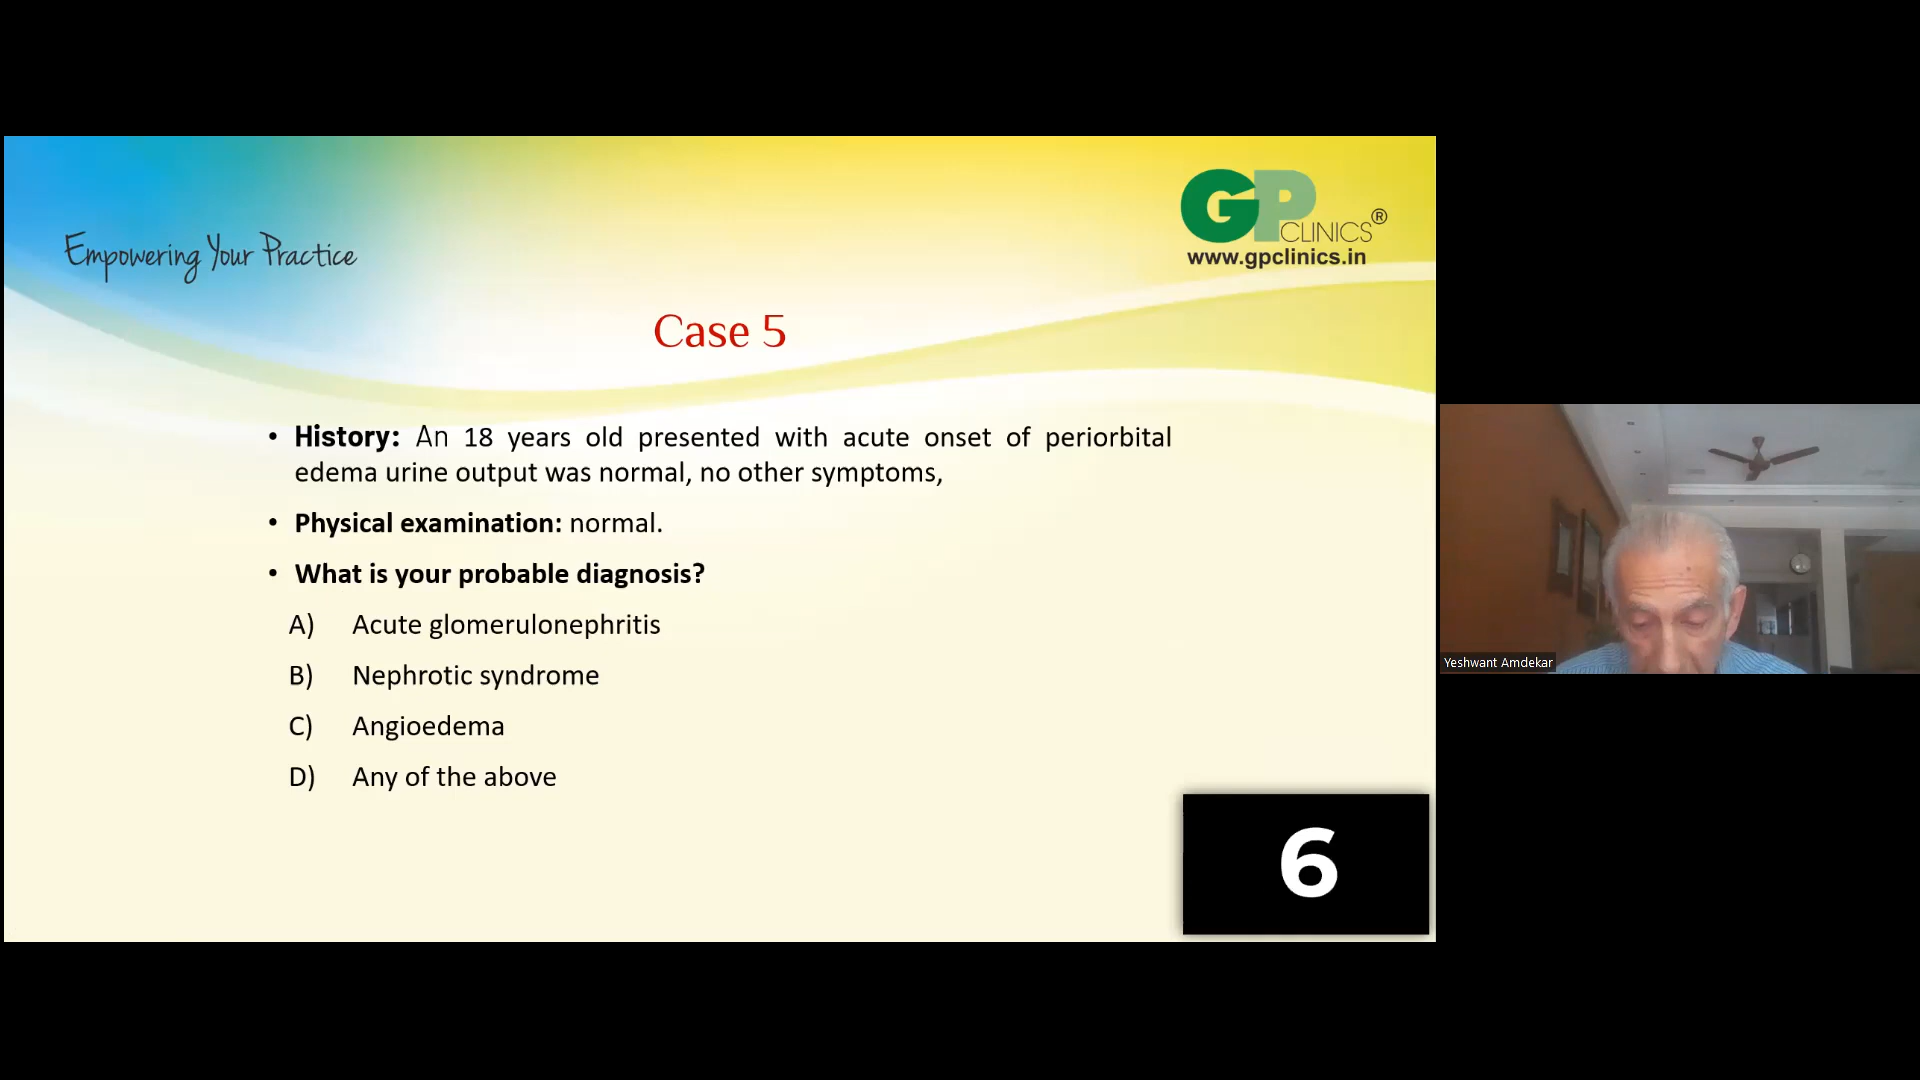 Empowering Your Practice
GP CLINICS®
www.gpclinics.in
Case 5
• History: An 18 years old presented with acute onset of periorbital
edema urine output was normal, no other symptoms,
• Physical examination: normal.
• What is your probable diagnosis?
A) Acute glomerulonephritis
B) Nephrotic syndrome
C) Angioedema
D) Any of the above
6
Yeshwant Amdekar